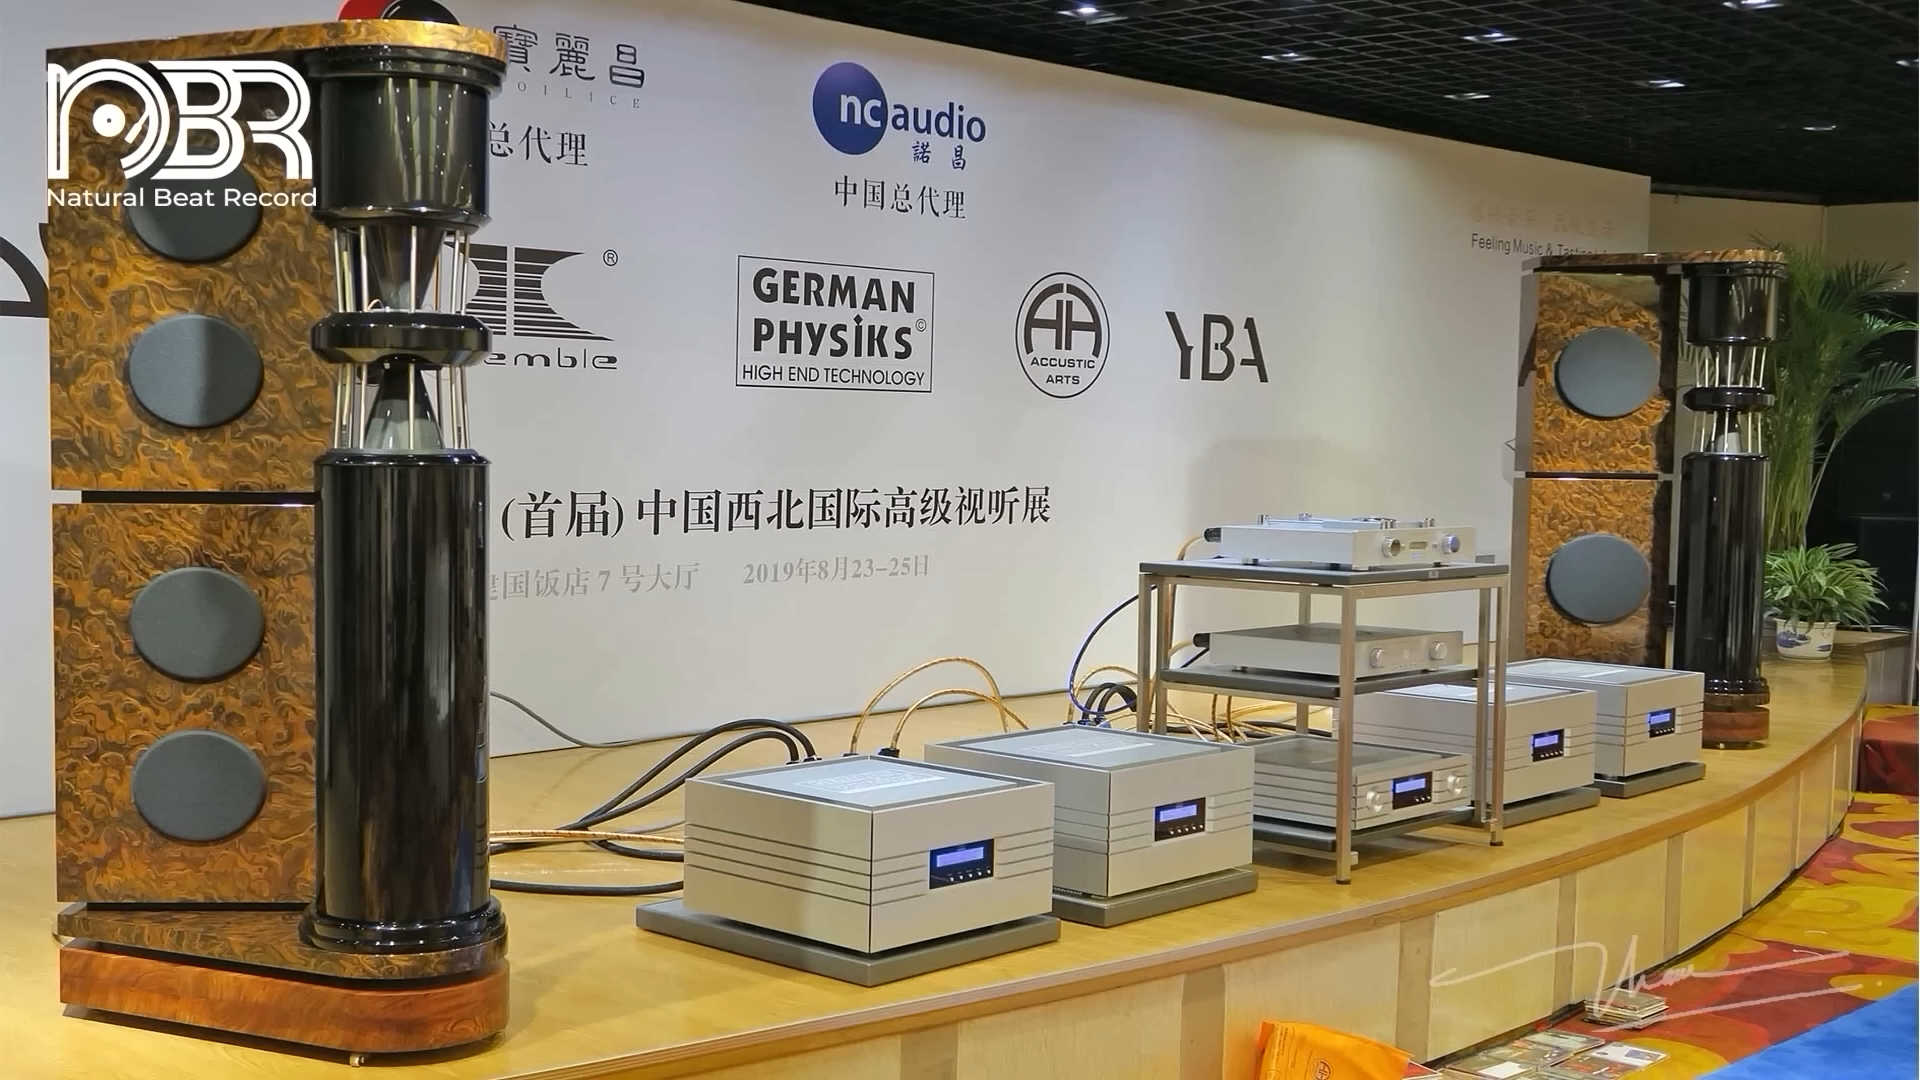 NBR
Natural Beat Record
寶麗昌
OILICE
总代理
nc audio
諾昌
中国总代理
Feeling Music &
®
emble
GERMAN
PHYSiKS
©
HIGH END TECHNOLOGY
ACCUSTIC
ARTS
YBA
(首届)中国西北国际高级视听展
建国饭店7号大厅 2019年8月23-25日